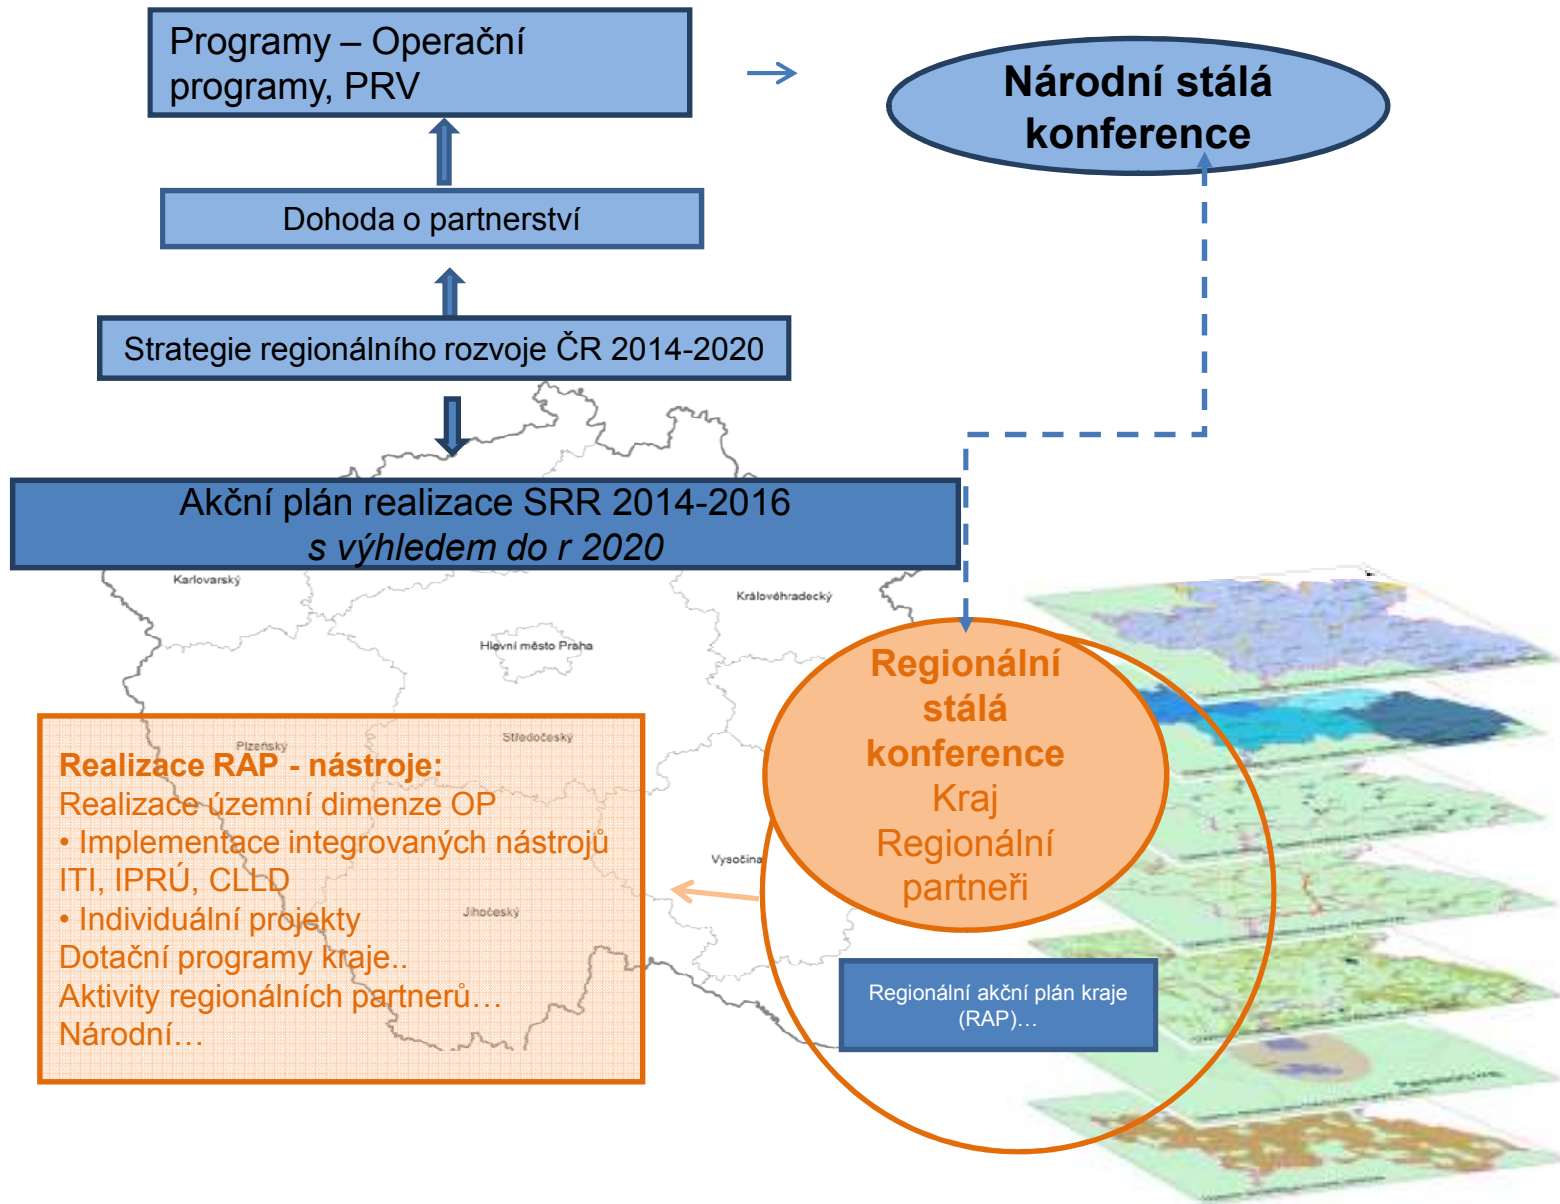 Programy – Operační
programy, PRV
Národní stálá
konference
Dohoda o partnerství
Strategie regionálního rozvoje ČR 2014-2020
Akční plán realizace SRR 2014-2016
s výhledem do r 2020
Karlovarský
Královéhradecký
Hlavní město Praha
Plzeňský
Středočeský
Vysočina
Jihočeský
Regionální
stálá
konference
Kraj
Regionální
partneři
Realizace RAP - nástroje:
Realizace územní dimenze OP
• Implementace integrovaných nástrojů
ITI, IPRÚ, CLLD
• Individuální projekty
Dotační programy kraje..
Aktivity regionálních partnerů…
Národní…
Regionální akční plán kraje
(RAP)…